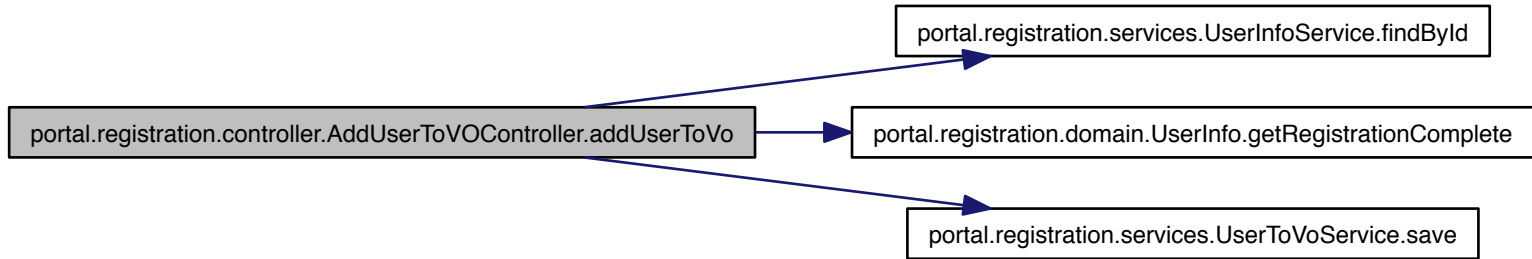 portal.registration.services.UserInfoService.findById
portal.registration.controller.AddUserToVOController.addUserToVo
portal.registration.domain.UserInfo.getRegistrationComplete
portal.registration.services.UserToVoService.save